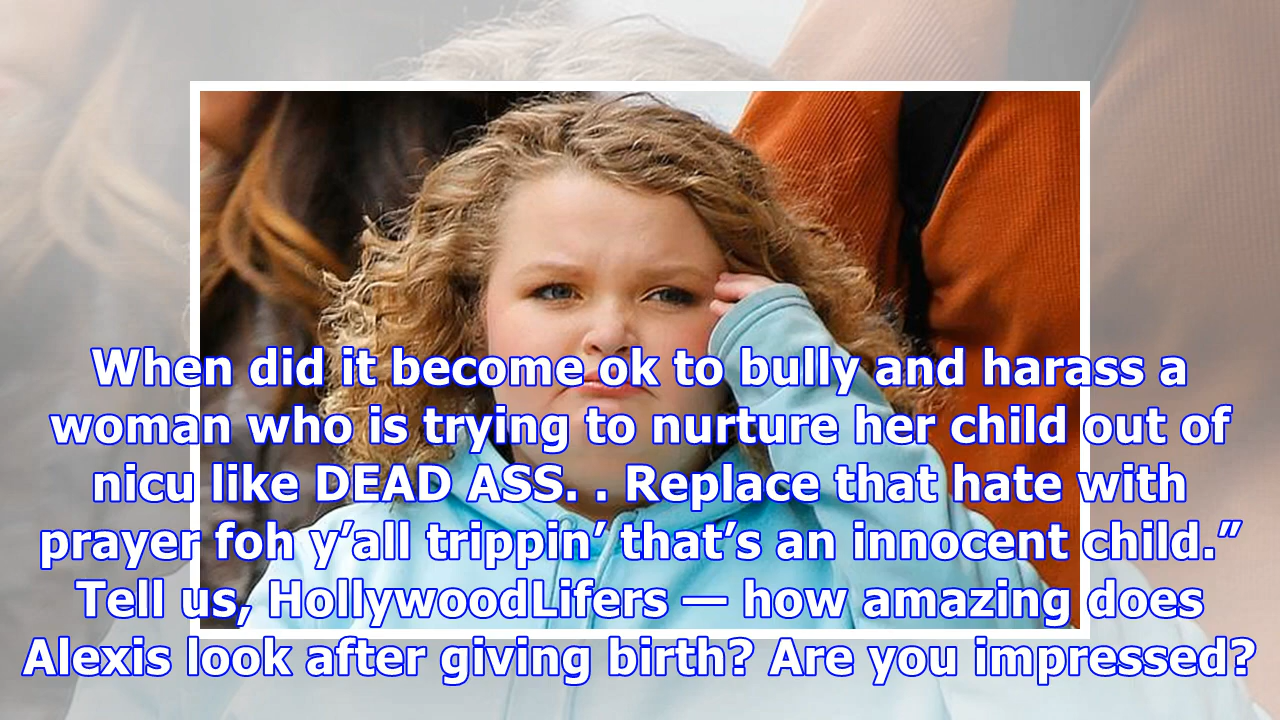 When did it become ok to bully and harass a
woman who is trying to nurture her child out of
nicu like DEAD ASS. . Replace that hate with
prayer foh y’all trippin’ that’s an innocent child.”
Tell us, HollywoodLifers — how amazing does
Alexis look after giving birth? Are you impressed?